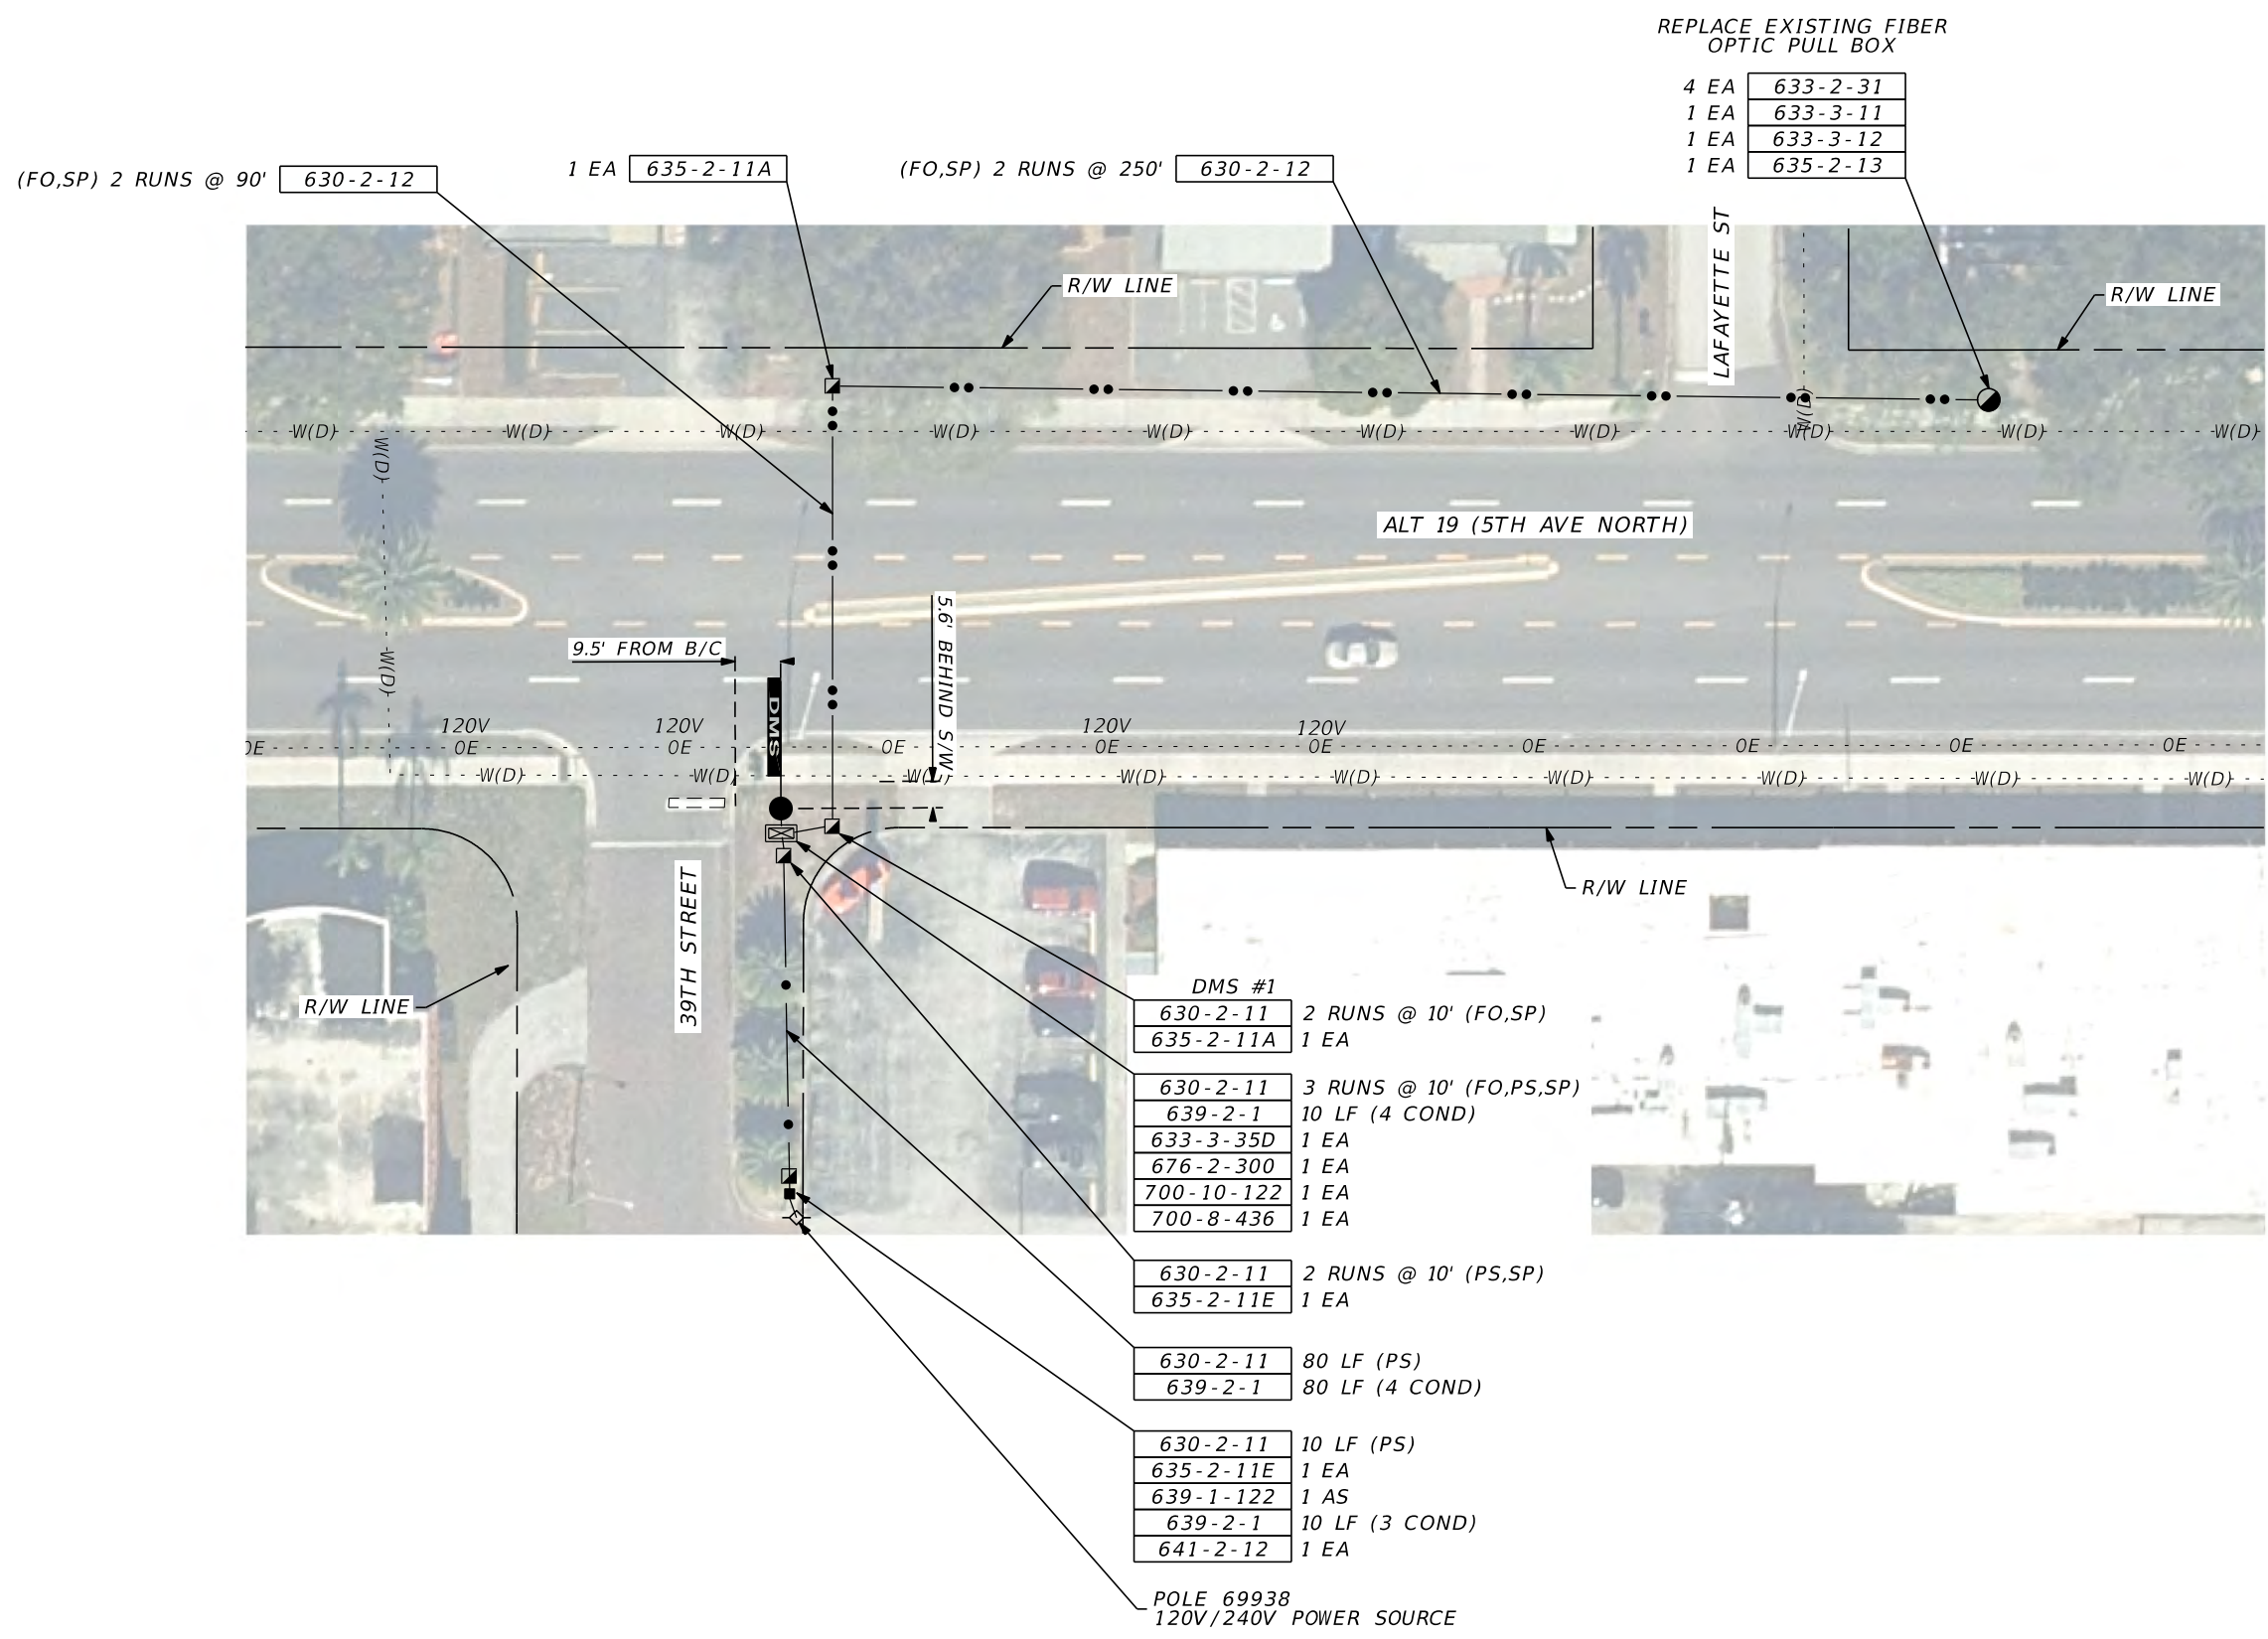 REPLACE EXISTING FIBER
OPTIC PULL BOX
4 EA 633-2-31
1 EA 633-3-11
1 EA 633-3-12
1 EA 635-2-13
(FO,SP) 2 RUNS @ 90' 630-2-12
1 EA 635-2-11A
(FO,SP) 2 RUNS @ 250' 630-2-12
LAFAYETTE ST
R/W LINE
R/W LINE
W(D) W(D) W(D) W(D) W(D) W(D) W(D) W(D) W(D) W(D)
W(D)
W(D)
ALT 19 (5TH AVE NORTH)
W(D)
9.5' FROM B/C
5.6' BEHIND S/W
DMS
120V 120V 120V 120V
OE OE OE OE OE OE OE OE OE OE
W(D) W(D) W(D) W(D) W(D) W(D) W(D) W(D) W(D)
39TH STREET
R/W LINE
R/W LINE
DMS #1
630-2-11 2 RUNS @ 10' (FO,SP)
635-2-11A 1 EA
630-2-11 3 RUNS @ 10' (FO,PS,SP)
639-2-1 10 LF (4 COND)
633-3-35D 1 EA
676-2-300 1 EA
700-10-122 1 EA
700-8-436 1 EA
630-2-11 2 RUNS @ 10' (PS,SP)
635-2-11E 1 EA
630-2-11 80 LF (PS)
639-2-1 80 LF (4 COND)
630-2-11 10 LF (PS)
635-2-11E 1 EA
639-1-122 1 AS
639-2-1 10 LF (3 COND)
641-2-12 1 EA
POLE 69938
120V/240V POWER SOURCE